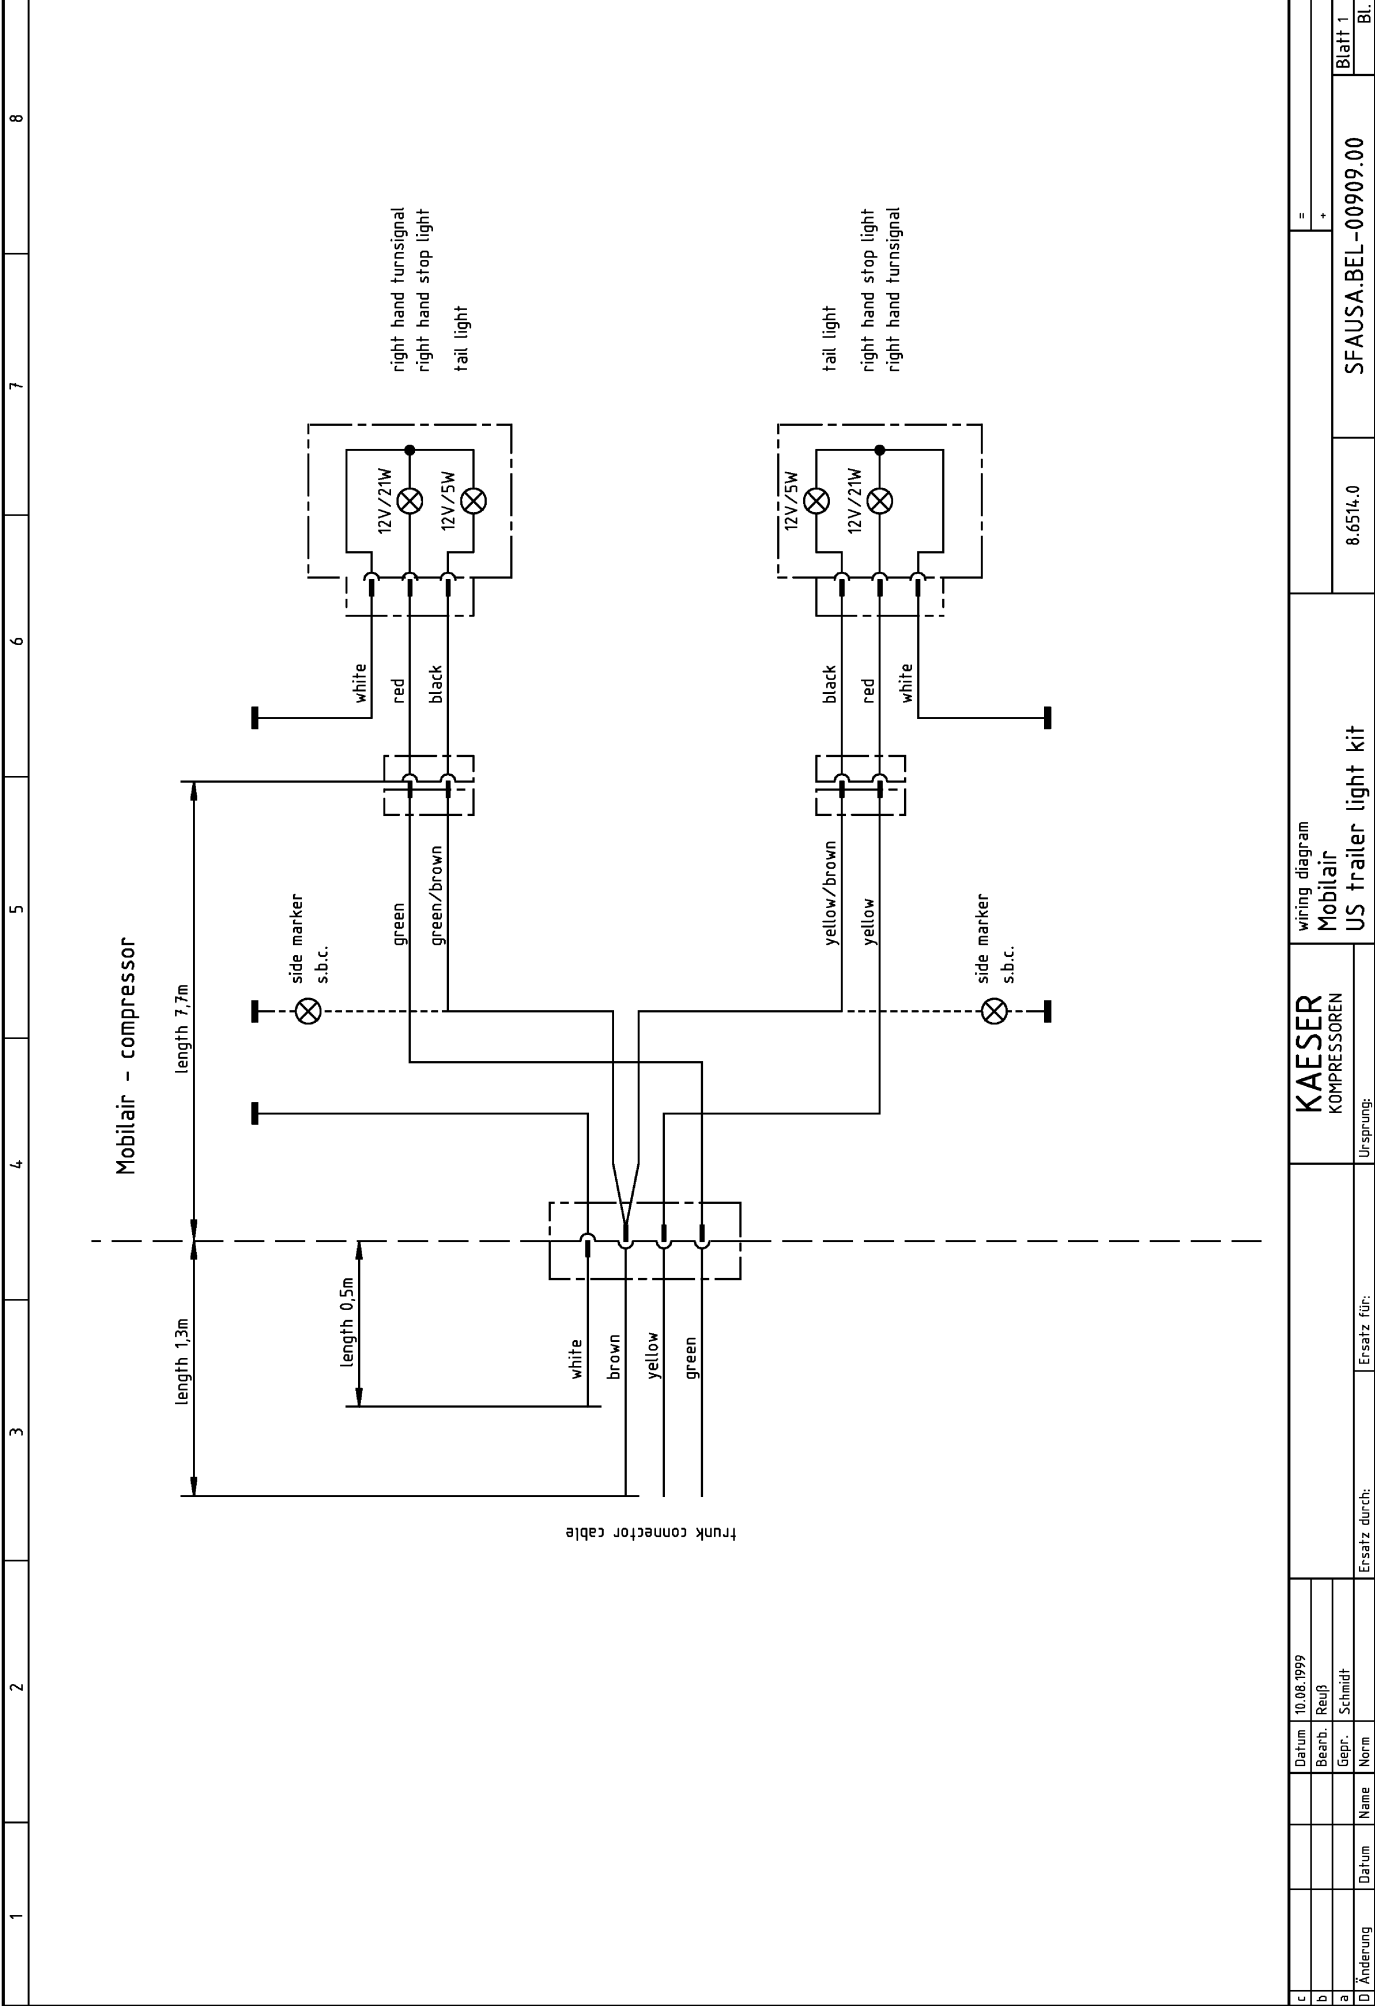 1
2
3
4
5
6
7
8
Mobilair - compressor
length 1,3m
length 7,7m
length 0,5m
trunk connector cable
white
brown
yellow
green
side marker
s.b.c.
green
green/brown
white
red
black
12V/21W
12V/5W
right hand turnsignal
right hand stop light
tail light
yellow/brown
yellow
side marker
s.b.c.
black
red
white
12V/5W
12V/21W
tail light
right hand stop light
right hand turnsignal
c
b
a
D Änderung Datum Name Norm
Datum 10.08.1999
Bearb. Reuß
Gepr. Schmidt
Ersatz durch:
Ersatz für:
KAESER
KOMPRESSOREN
Ursprung:
wiring diagram
Mobilair
US trailer light kit
=
+
8.6514.0
SFAUSA.BEL-00909.00
Blatt 1
Bl.